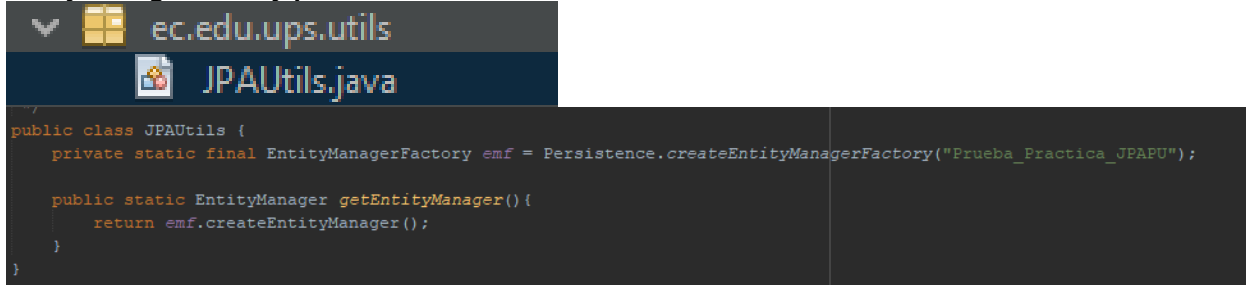 ec.edu.ups.utils
JPAUtils.java
*/
public class JPAUtils {
    private static final EntityManagerFactory emf = Persistence.createEntityManagerFactory("Prueba_Practica_JPAPU");
    public static EntityManager getEntityManager(){
        return emf.createEntityManager();
    }
}